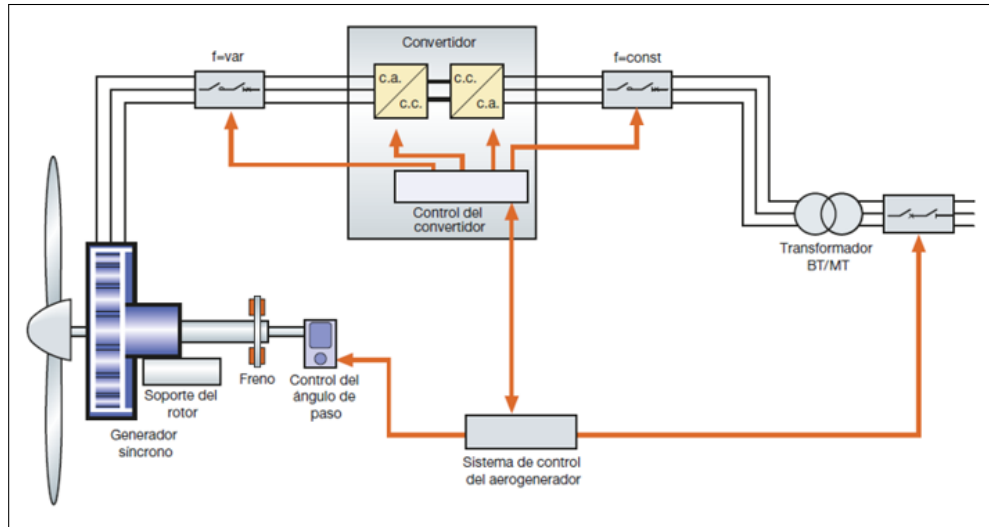 Convertidor
f=var
f=const
c.a.
c.c.
c.c.
c.a.
Control del
convertidor
Transformador
BT/MT
Soporte del
rotor
Freno
Control del
ángulo de
paso
Generador
síncrono
Sistema de control
del aerogenerador